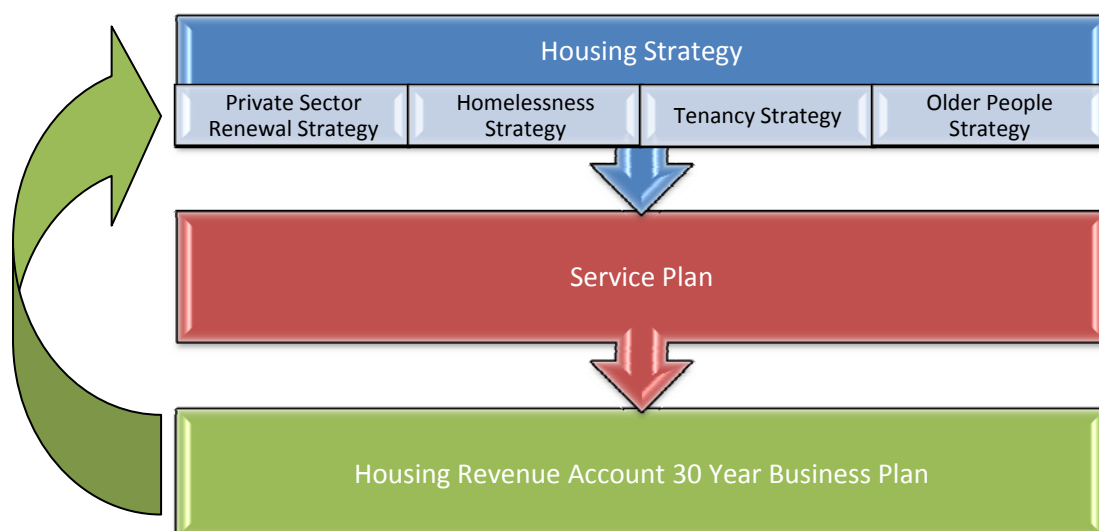 Housing Strategy
Private Sector
Renewal Strategy
Homelessness
Strategy
Tenancy Strategy
Older People
Strategy
Service Plan
Housing Revenue Account 30 Year Business Plan